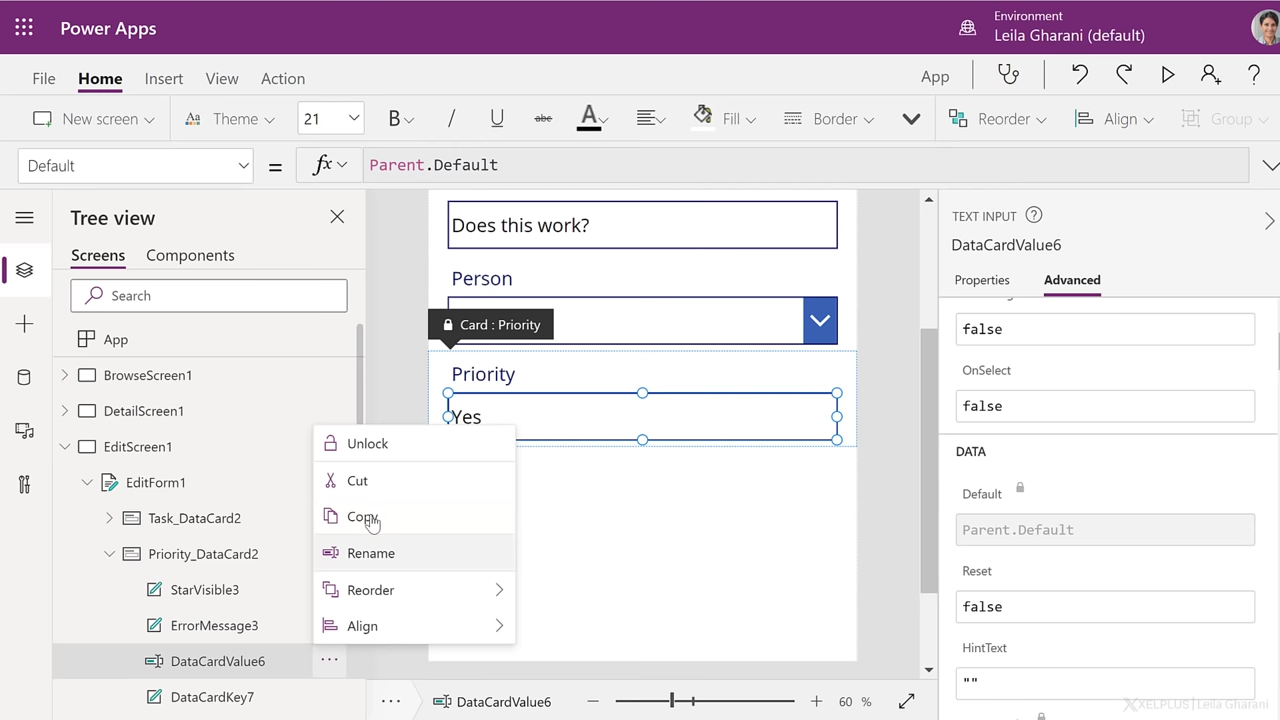 Power Apps
Environment
Leila Gharani (default)
File
Home
Insert
View
Action
App
New screen
Theme
21
B
/
U
abc
A
Fill
Border
Reorder
Align
Group
Default
=
fx
Parent.Default
Tree view
Screens
Components
Search
App
BrowseScreen1
DetailScreen1
EditScreen1
EditForm1
Task_DataCard2
Priority_DataCard2
StarVisible3
ErrorMessage3
DataCardValue6
DataCardKey7
Unlock
Cut
Copy
Rename
Reorder
Align
Does this work?
Person
Card : Priority
Priority
Yes
DataCardValue6
60 %
TEXT INPUT
DataCardValue6
Properties
Advanced
false
OnSelect
false
DATA
Default
Parent.Default
Reset
false
HintText
""
XELPLUS | Leila Gharani